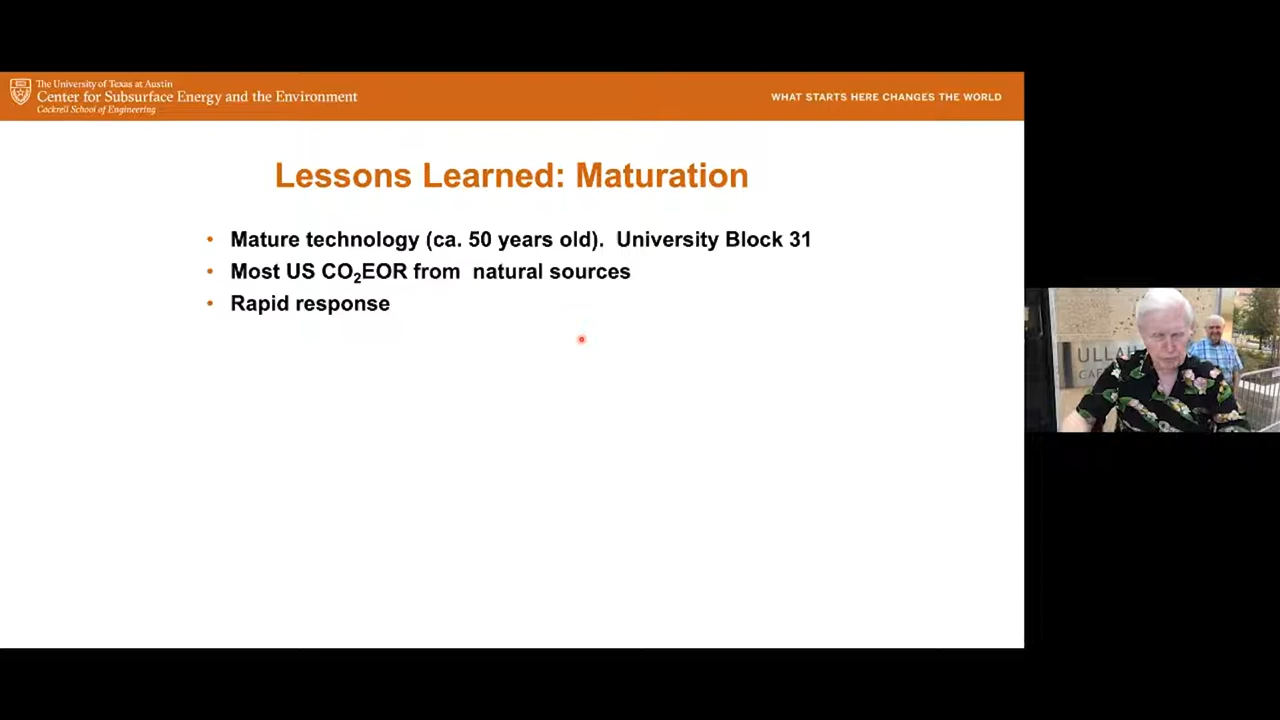 The University of Texas at Austin
Center for Subsurface Energy and the Environment
Cockrell School of Engineering
WHAT STARTS HERE CHANGES THE WORLD
Lessons Learned: Maturation
• Mature technology (ca. 50 years old). University Block 31
• Most US CO₂EOR from natural sources
• Rapid response